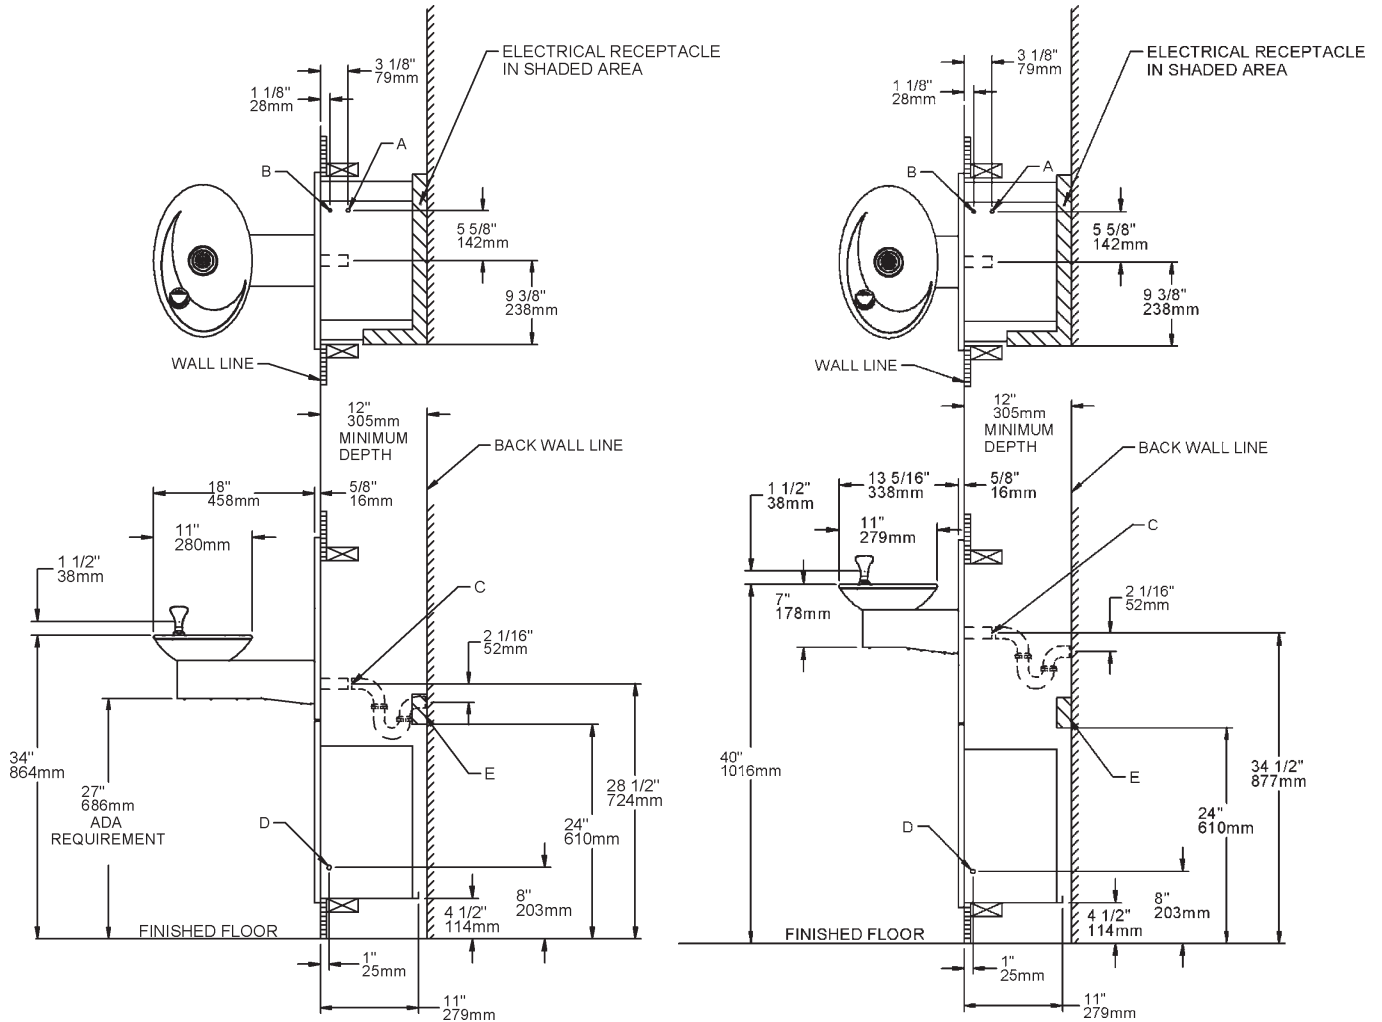 3 1/8"
79mm
1 1/8"
28mm
ELECTRICAL RECEPTACLE
IN SHADED AREA
A
B
5 5/8"
142mm
9 3/8"
238mm
WALL LINE
12"
305mm
MINIMUM
DEPTH
BACK WALL LINE
18"
458mm
5/8"
16mm
11"
280mm
1 1/2"
38mm
C
2 1/16"
52mm
34"
864mm
27"
686mm
ADA
REQUIREMENT
E
28 1/2"
724mm
24"
610mm
D
8"
203mm
4 1/2"
114mm
FINISHED FLOOR
1"
25mm
11"
279mm
3 1/8"
79mm
1 1/8"
28mm
ELECTRICAL RECEPTACLE
IN SHADED AREA
A
B
5 5/8"
142mm
9 3/8"
238mm
WALL LINE
12"
305mm
MINIMUM
DEPTH
BACK WALL LINE
13 5/16"
338mm
5/8"
16mm
1 1/2"
38mm
11"
279mm
C
7"
178mm
2 1/16"
52mm
40"
1016mm
E
34 1/2"
877mm
24"
610mm
D
8"
203mm
4 1/2"
114mm
FINISHED FLOOR
1"
25mm
11"
279mm